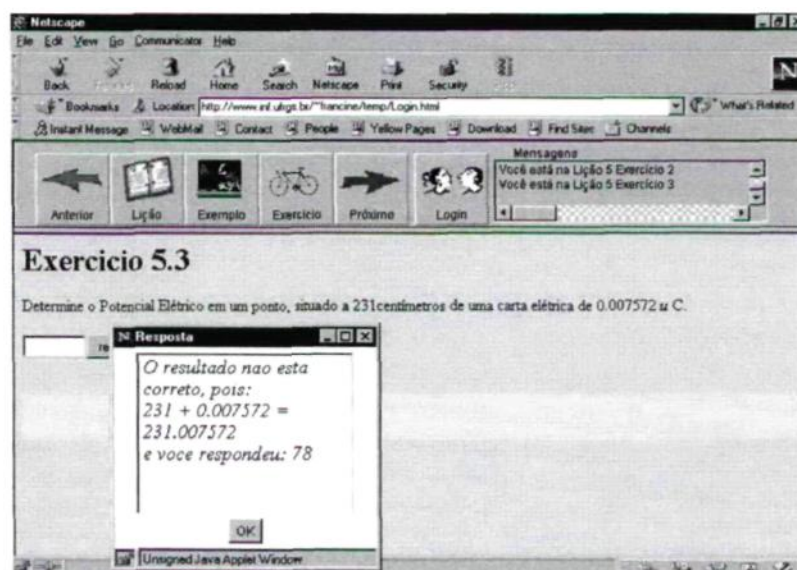 Netscape
File Edit View Go Communicator Help
Back Reload Home Search Netscape Print Security
Bookmarks Location: http://www.inf.ufrgs.br/~francine/temp/Login.html What's Related
Instant Message WebMail Contact People Yellow Pages Download Find Sites Channels
Anterior Lição Exemplo Exercício Próximo Login
Mensagens
Você está na Lição 5 Exercício 2
Você está na Lição 5 Exercício 3
Exercicio 5.3
Determine o Potencial Elétrico em um ponto, situado a 231centímetros de uma carta elétrica de 0.007572 u C.
re
N Resposta
O resultado nao esta
correto, pois:
231 + 0.007572 =
231.007572
e voce respondeu: 78
OK
Unsigned Java Applet Window